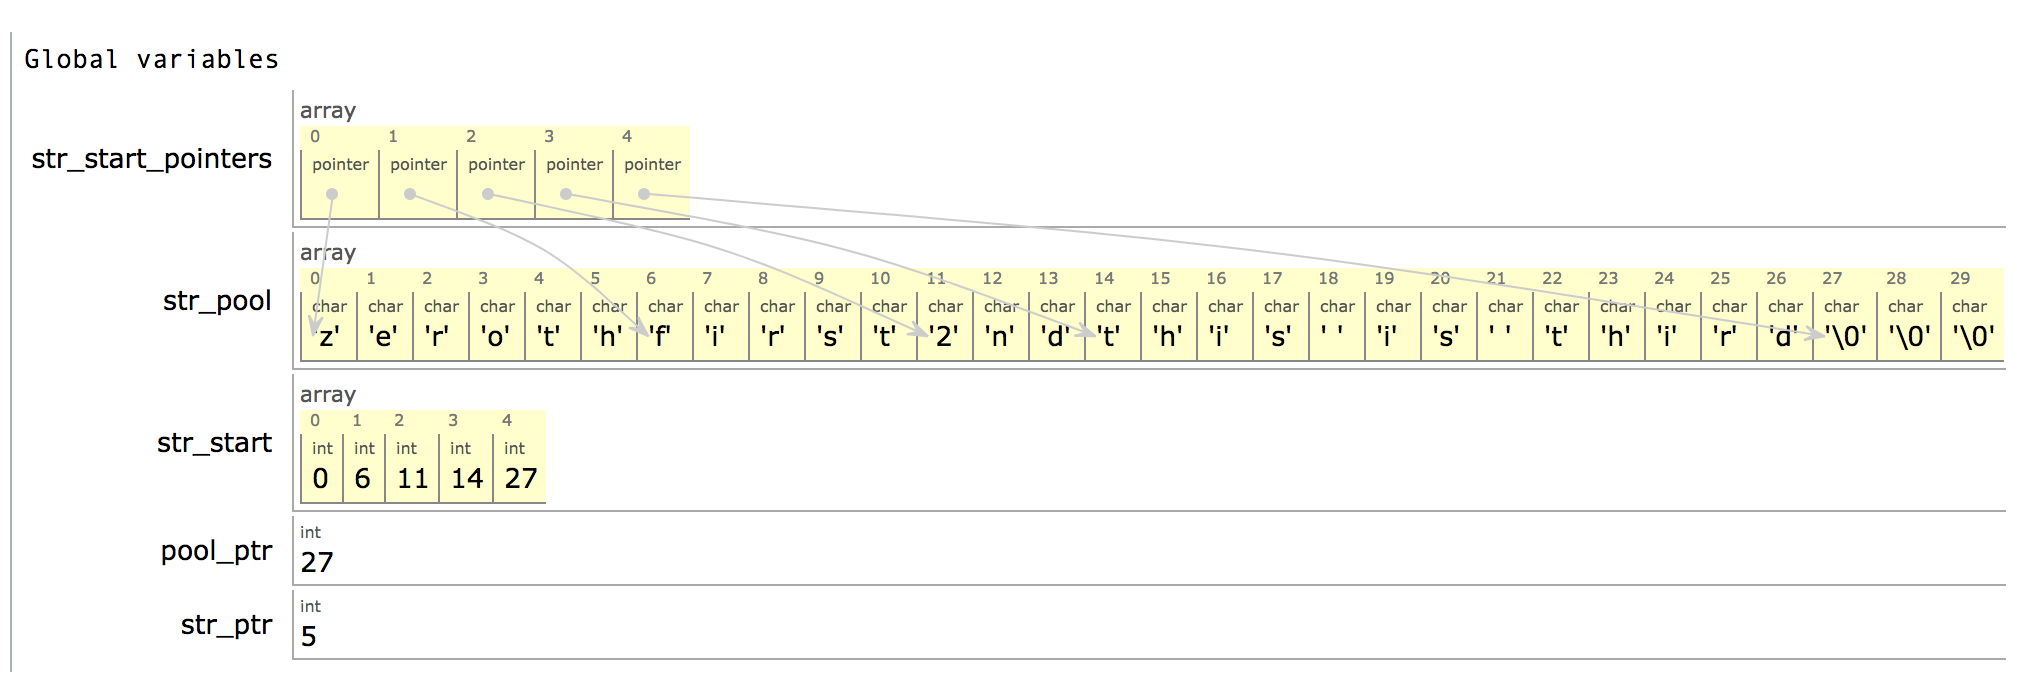 Global variables
array
0 1 2 3 4
pointer pointer pointer pointer pointer
str_start_pointers
array
0 1 2 3 4 5 6 7 8 9 10 11 12 13 14 15 16 17 18 19 20 21 22 23 24 25 26 27 28 29
char char char char char char char char char char char char char char char char char char char char char char char char char char char char char char
str_pool
'z' 'e' 'r' 'o' 't' 'h' 'f' 'i' 'r' 's' 't' '2' 'n' 'd' 't' 'h' 'i' 's' ' ' 'i' 's' ' ' 't' 'h' 'i' 'r' 'd' '\0' '\0' '\0'
array
0 1 2 3 4
int int int int int
str_start
0 6 11 14 27
int
pool_ptr
27
int
str_ptr
5